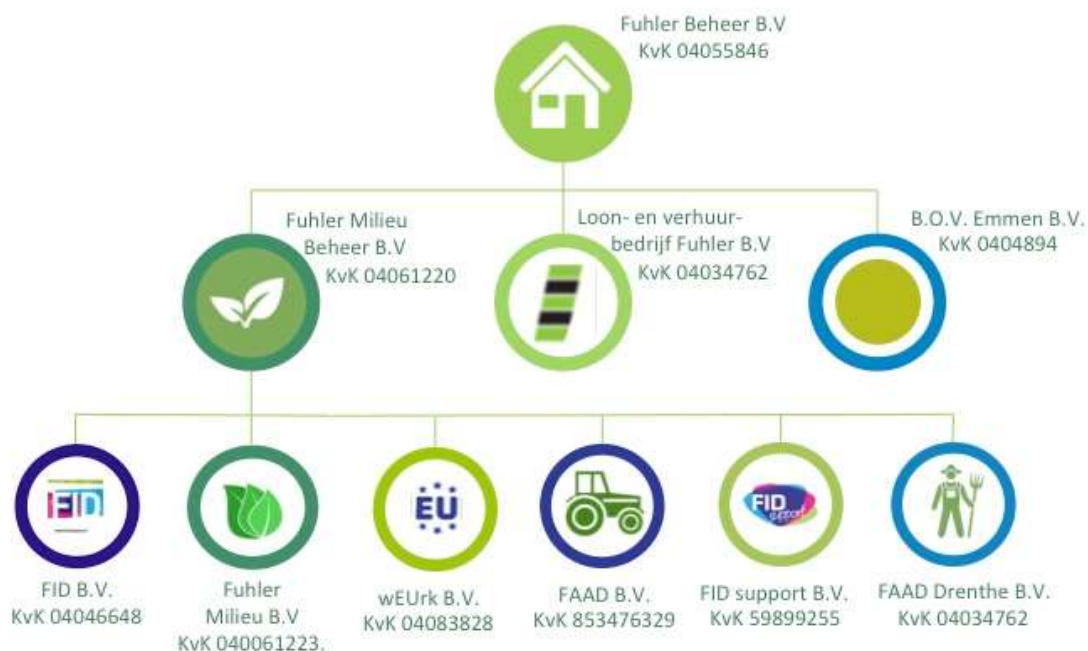 Fuhler Beheer B.V
KvK 04055846
Fuhler Milieu
Beheer B.V
KvK 04061220
Loon- en verhuur-
bedrijf Fuhler B.V
KvK 04034762
B.O.V. Emmen B.V.
KvK 0404894
FID
EU
FID
support
FID B.V.
KvK 04046648
Fuhler
Milieu B.V
KvK 040061223.
wEUrk B.V.
KvK 04083828
FAAD B.V.
KvK 853476329
FID support B.V.
KvK 59899255
FAAD Drenthe B.V.
KvK 04034762